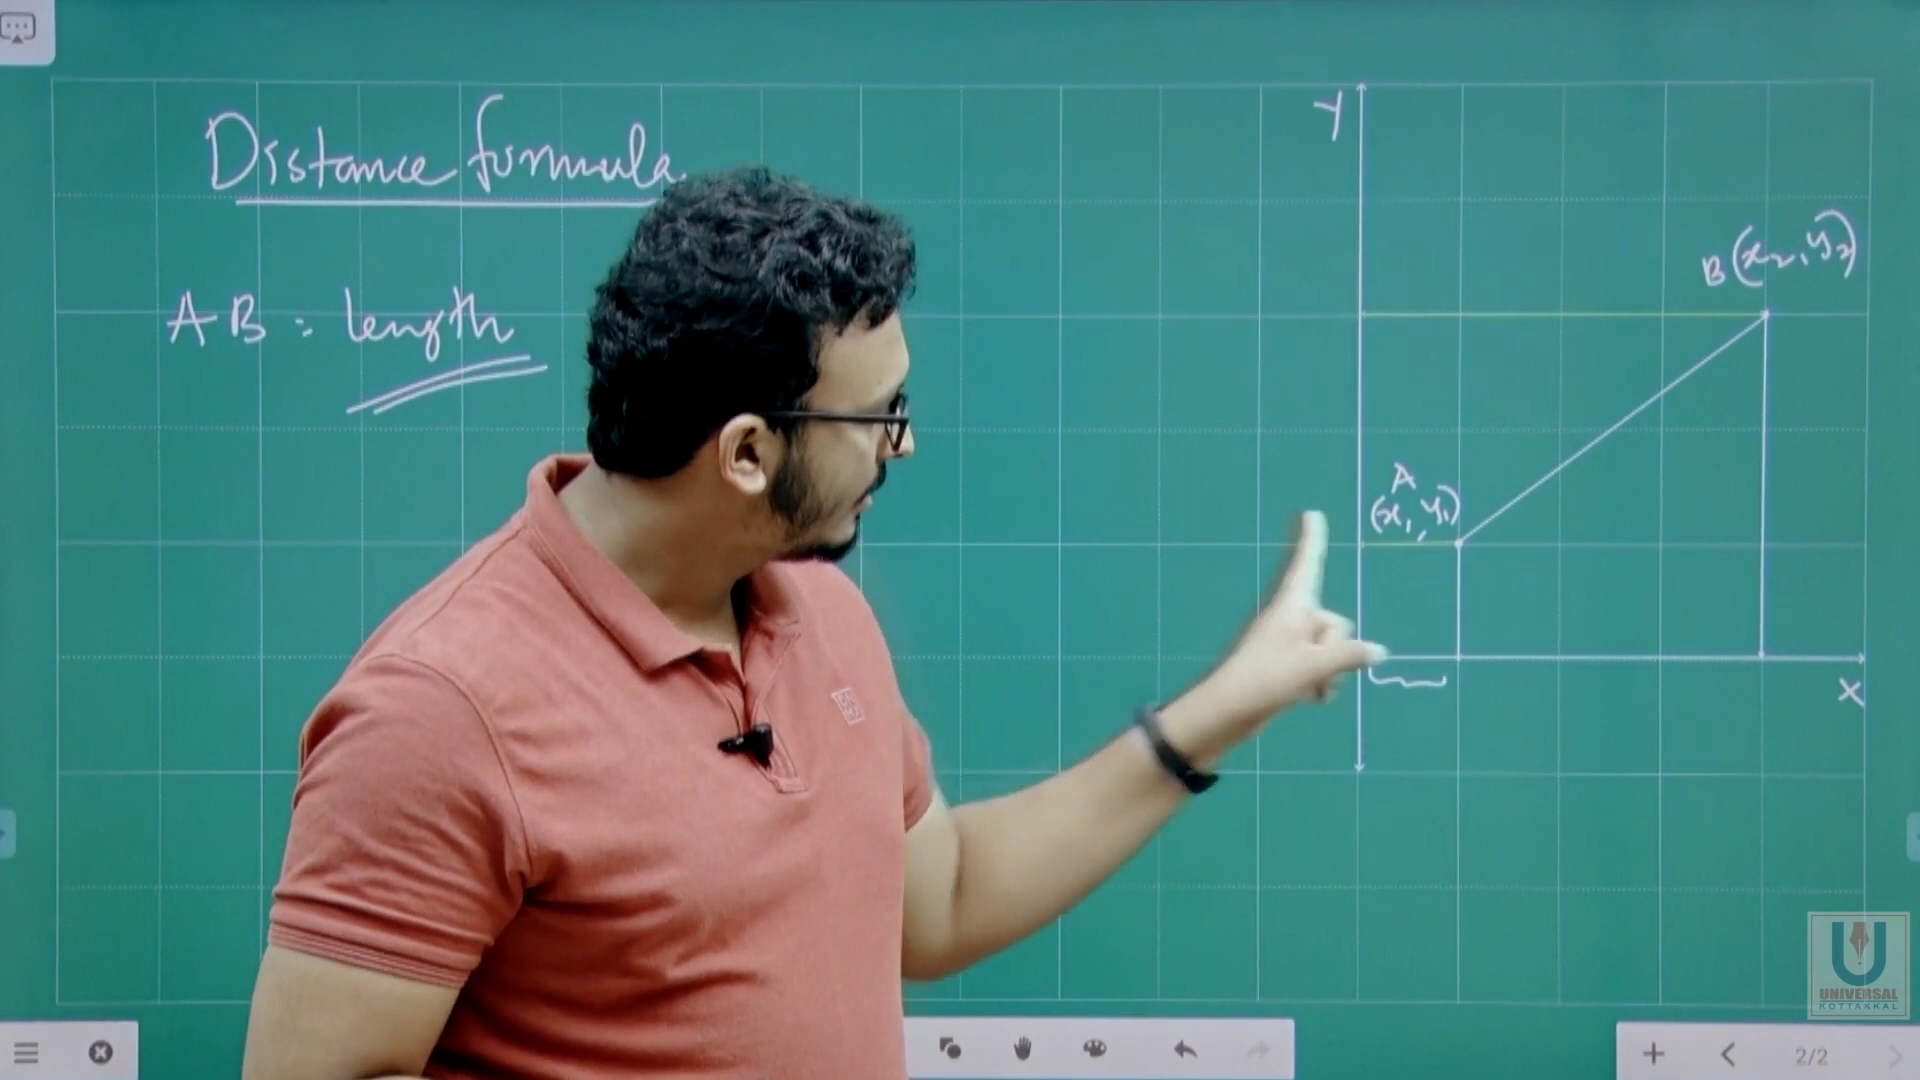 Distance formula
AB = length
Y
B(x₂, y₂)
A
(x₁, y₁)
X
UNIVERSAL
KOTTAKKAL
2/2